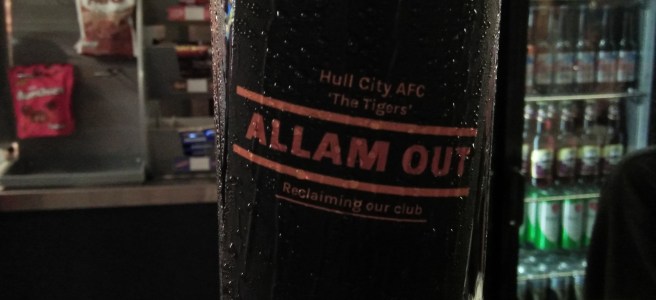 Hull City AFC
'The Tigers'
ALLAM OUT
Reclaiming our club